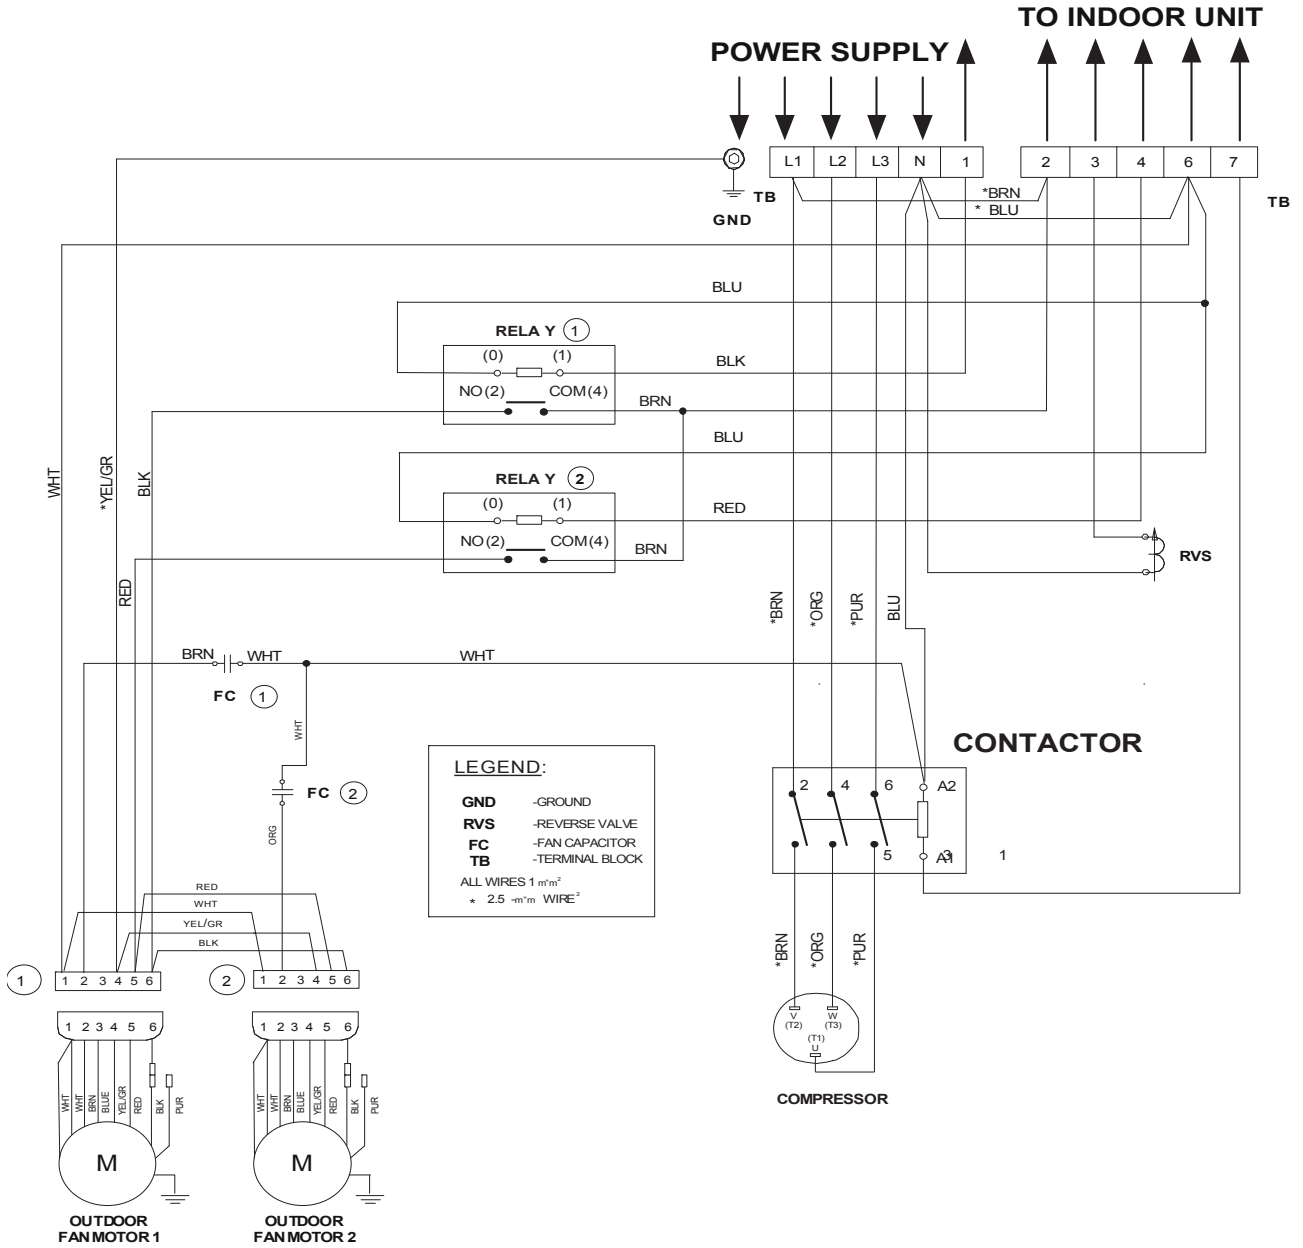 TO INDOOR UNIT
POWER SUPPLY
L1 L2 L3 N 1
2 3 4 6 7
TB
TB
GND
*BRN
* BLU
BLU
RELAY 1
(0) (1)
BLK
NO(2) COM(4)
BRN
BLU
RELAY 2
(0) (1)
RED
NO(2) COM(4)
BRN
WHT
*YEL/GR
BLK
RED
RVS
*BRN
*ORG
*PUR
BLU
BRN WHT
WHT
FC 1
WHT
FC 2
ORG
CONTACTOR
2 4 6 A2
5 A1 3 1
LEGEND:
GND -GROUND
RVS -REVERSE VALVE
FC -FAN CAPACITOR
TB -TERMINAL BLOCK
ALL WIRES 1 m"m²
* 2.5 -m"m WIRE²
RED
WHT
YEL/GR
BLK
1
1 2 3 4 5 6
2
1 2 3 4 5 6
1 2 3 4 5 6
1 2 3 4 5 6
*BRN
*ORG
*PUR
V
(T2)
W
(T3)
(T1)
U
COMPRESSOR
WHT
WHT
BRN
BLUE
YEL/GR
RED
BLK
PUR
WHT
WHT
BRN
BLUE
YEL/GR
RED
BLK
PUR
M
M
OUTDOOR
FAN MOTOR 1
OUTDOOR
FAN MOTOR 2